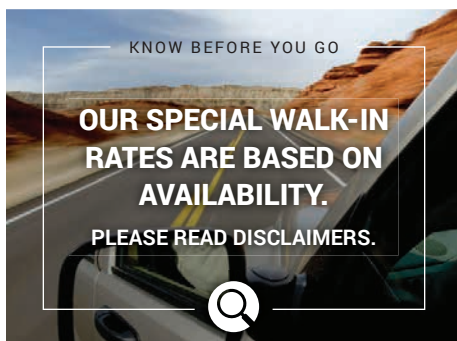 KNOW BEFORE YOU GO
OUR SPECIAL WALK-IN
RATES ARE BASED ON
AVAILABILITY.
PLEASE READ DISCLAIMERS.